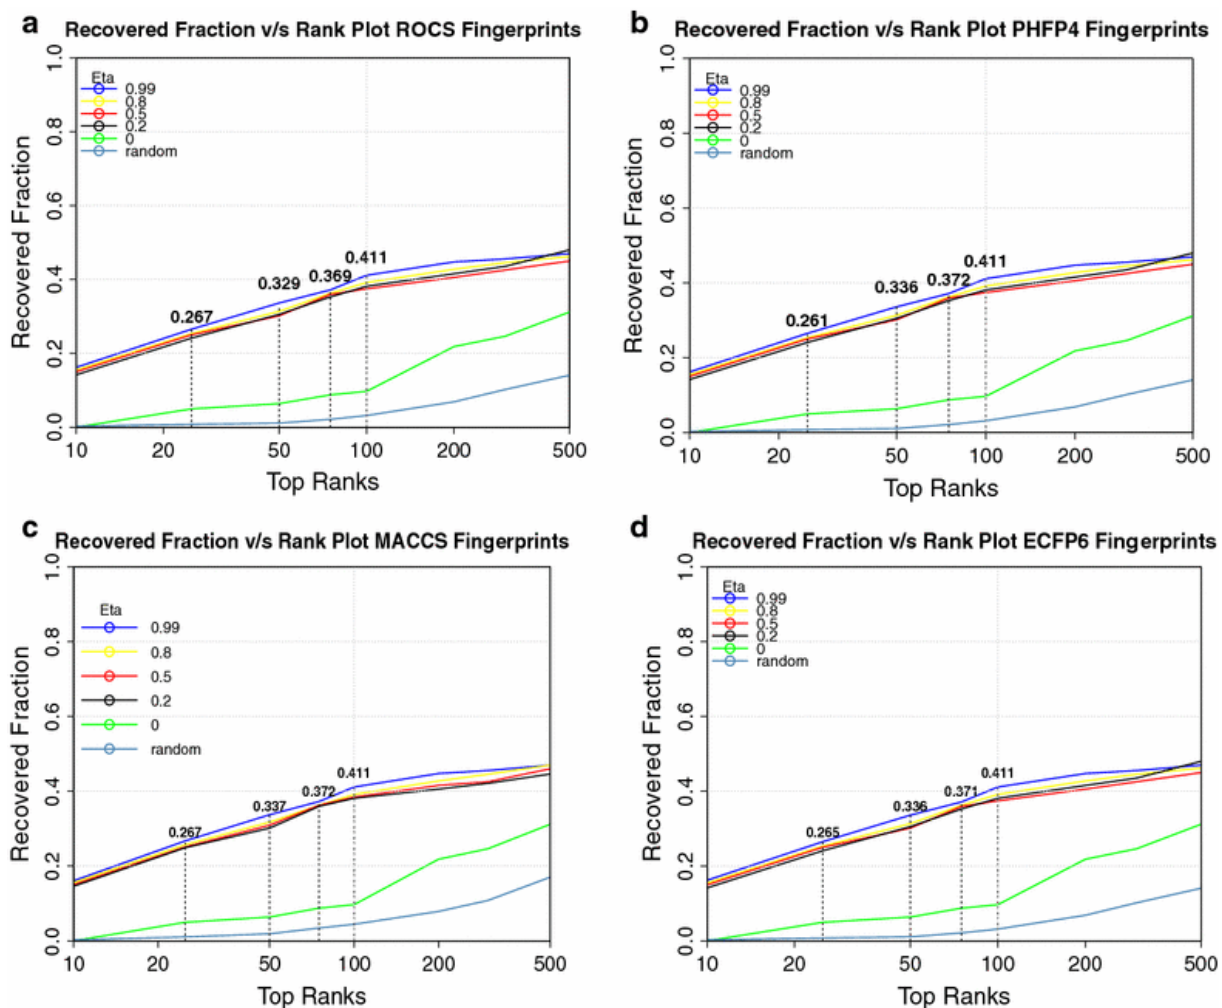 a
Recovered Fraction v/s Rank Plot ROCS Fingerprints
1.0
Eta
0.99
0.8
0.5
0.2
0
random
0.8
0.6
0.4
0.2
0.0
Recovered Fraction
0.267
0.329
0.369
0.411
10 20 50 100 200 500
Top Ranks
b
Recovered Fraction v/s Rank Plot PHFP4 Fingerprints
1.0
Eta
0.99
0.8
0.5
0.2
0
random
0.8
0.6
0.4
0.2
0.0
Recovered Fraction
0.261
0.336
0.372
0.411
10 20 50 100 200 500
Top Ranks
c
Recovered Fraction v/s Rank Plot MACCS Fingerprints
1.0
Eta
0.99
0.8
0.5
0.2
0
random
0.8
0.6
0.4
0.2
0.0
Recovered Fraction
0.267
0.337
0.372
0.411
10 20 50 100 200 500
Top Ranks
d
Recovered Fraction v/s Rank Plot ECFP6 Fingerprints
1.0
Eta
0.99
0.8
0.5
0.2
0
random
0.8
0.6
0.4
0.2
0.0
Recovered Fraction
0.265
0.336
0.371
0.411
10 20 50 100 200 500
Top Ranks